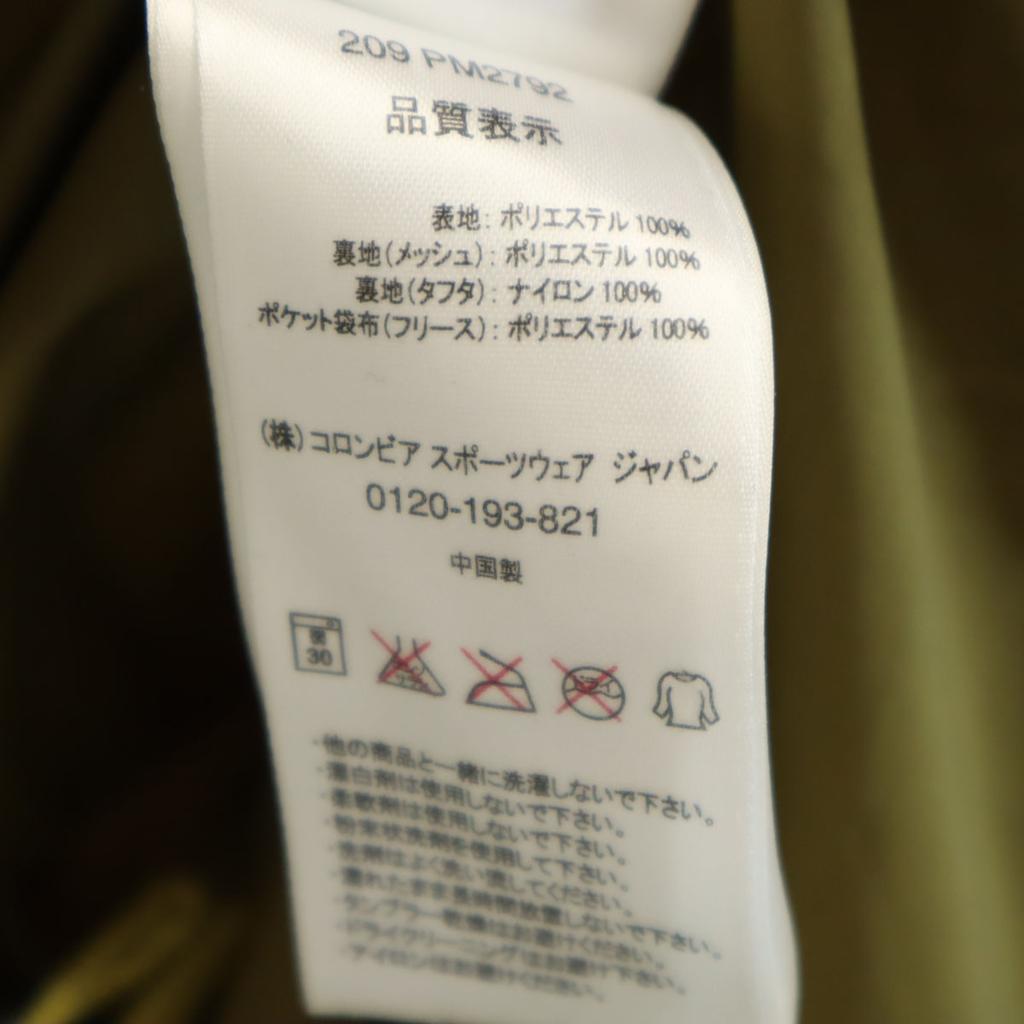 209 PM2792
品質表示
表地: ポリエステル 100%
裏地(メッシュ): ポリエステル 100%
裏地(タフタ): ナイロン 100%
ポケット袋布(フリース): ポリエステル 100%
(株)コロンビア スポーツウェア ジャパン
0120-193-821
中国製
30
・他の商品と一緒に洗濯しないで下さい。
・漂白剤は使用しないで下さい。
・柔軟剤は使用しないで下さい。
・粉末状洗剤を使用して下さい。
・洗剤はよく洗い流してください。
・濡れたまま長時間放置しないで下さい。
・タンブラー乾燥はお避けください。
・ドライクリーニングはお避け下さい。
・アイロンはお避けください。